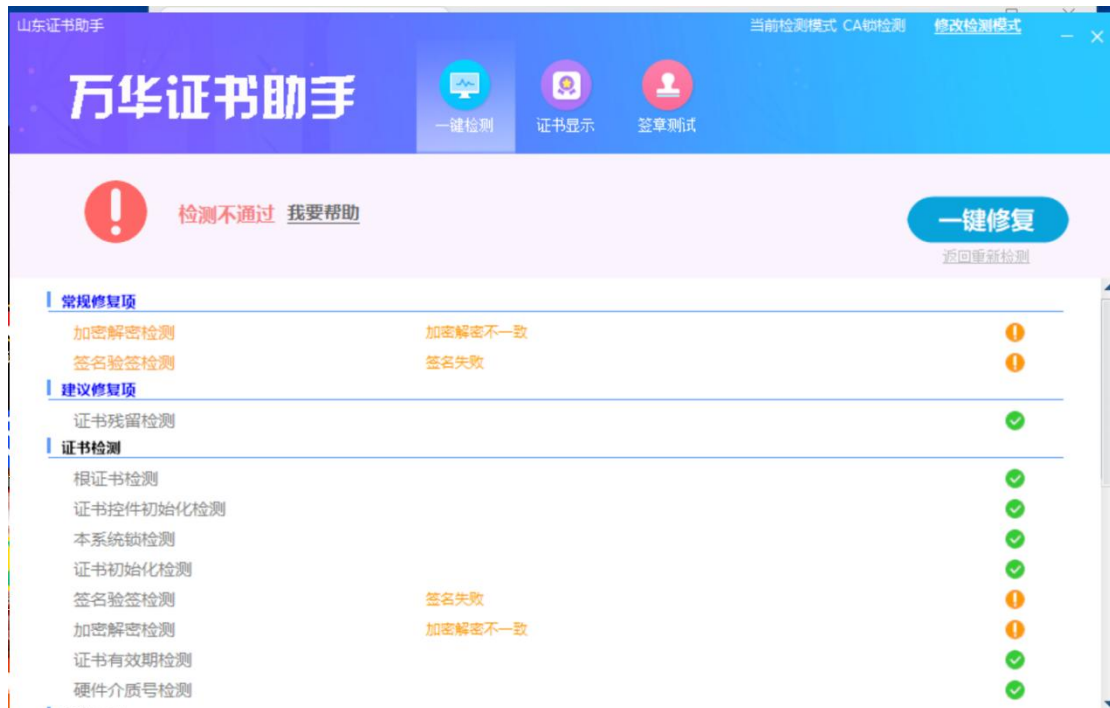 山东证书助手
当前检测模式 CA锁检测 修改检测模式
万华证书助手
一键检测 证书显示 签章测试
检测不通过 我要帮助
一键修复
返回重新检测
常规修复项
加密解密检测 加密解密不一致
签名验签检测 签名失败
建议修复项
证书残留检测
证书检测
根证书检测
证书控件初始化检测
本系统锁检测
证书初始化检测
签名验签检测 签名失败
加密解密检测 加密解密不一致
证书有效期检测
硬件介质号检测